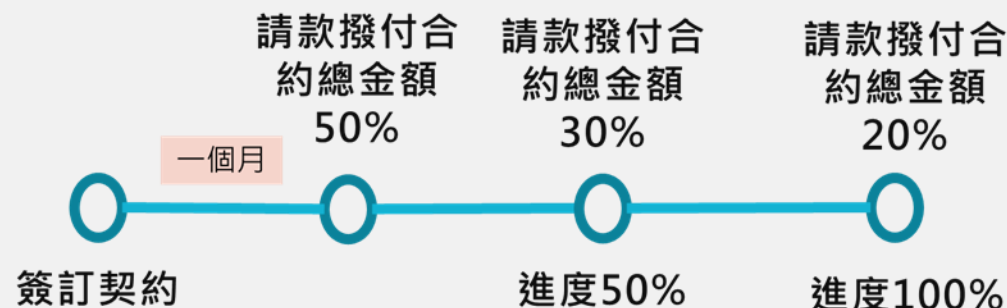 請款撥付合
約總金額
50%
請款撥付合
約總金額
30%
請款撥付合
約總金額
20%
一個月
簽訂契約
進度50%
進度100%